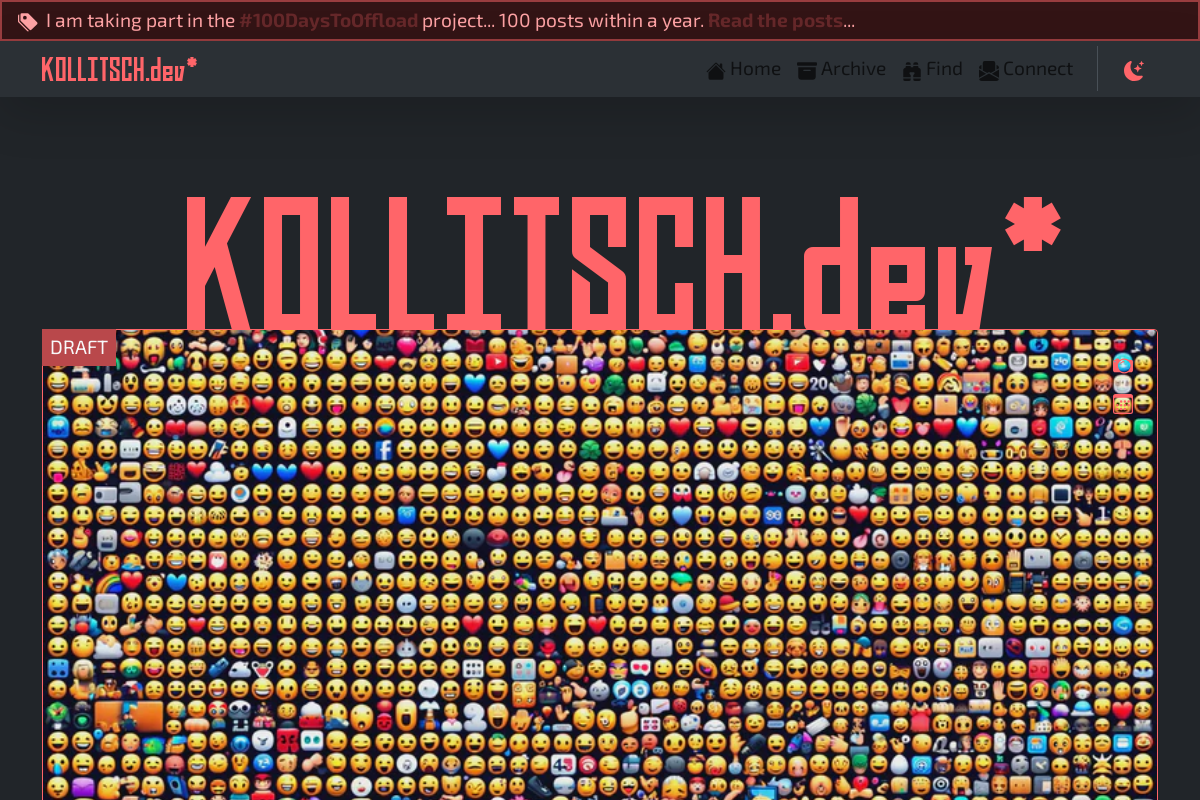 I am taking part in the #100DaysToOffload project... 100 posts within a year. Read the posts...
KOLLITSCH.dev*
Home Archive Find Connect
KOLLITSCH.dev*
DRAFT